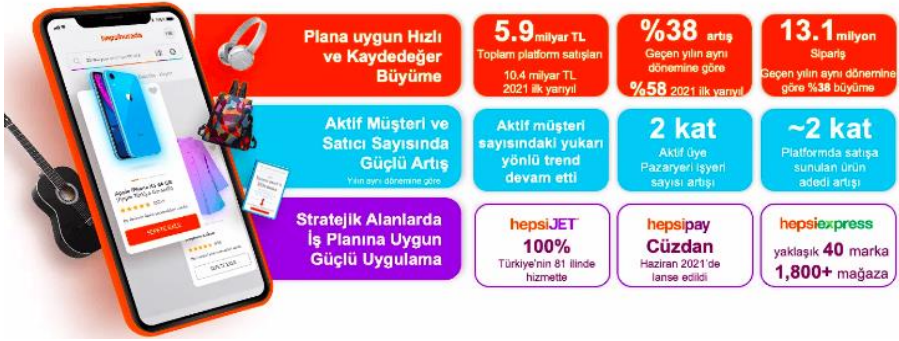 hepsiburada
Plana uygun Hızlı
ve Kaydedeğer
Büyüme
5.9 milyar TL
Toplam platform satışları
10.4 milyar TL
2021 ilk yarıyıl
%38 artış
Geçen yılın aynı
dönemine göre
%58 2021 ilk yarıyıl
13.1 milyon
Sipariş
Geçen yılın aynı dönemine
göre %38 büyüme
Aktif Müşteri ve
Satıcı Sayısında
Güçlü Artış
Yılın aynı dönemine göre
Aktif müşteri
sayısındaki yukarı
yönlü trend
devam etti
2 kat
Aktif üye
Pazaryeri işyeri
sayısı artışı
~2 kat
Platformda satışa
sunulan ürün
adedi artışı
Stratejik Alanlarda
İş Planına Uygun
Güçlü Uygulama
hepsiJET
100%
Türkiye'nin 81 ilinde
hizmette
hepsipay
Cüzdan
Haziran 2021'de
lanse edildi
hepsiexpress
yaklaşık 40 marka
1,800+ mağaza